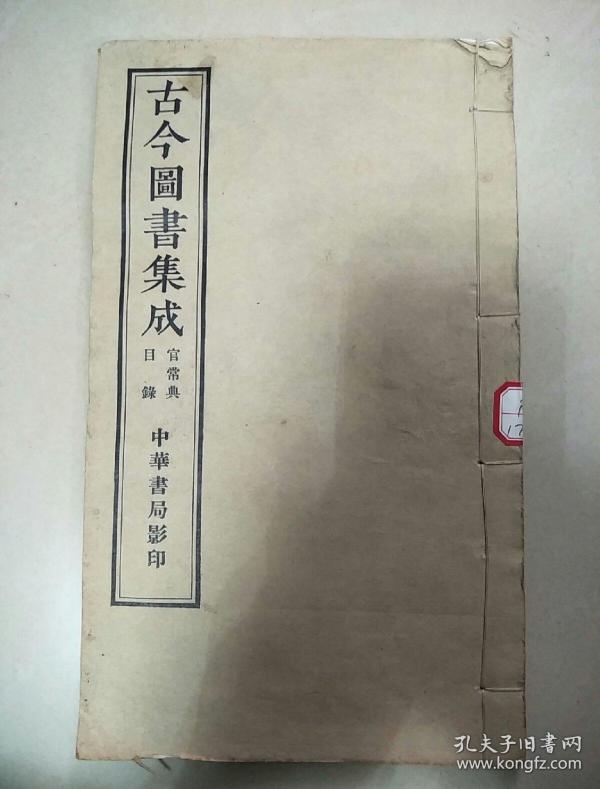 古今圖書集成
官常典
目錄
中華書局影印
17
孔夫子旧书网
www.kongfz.com